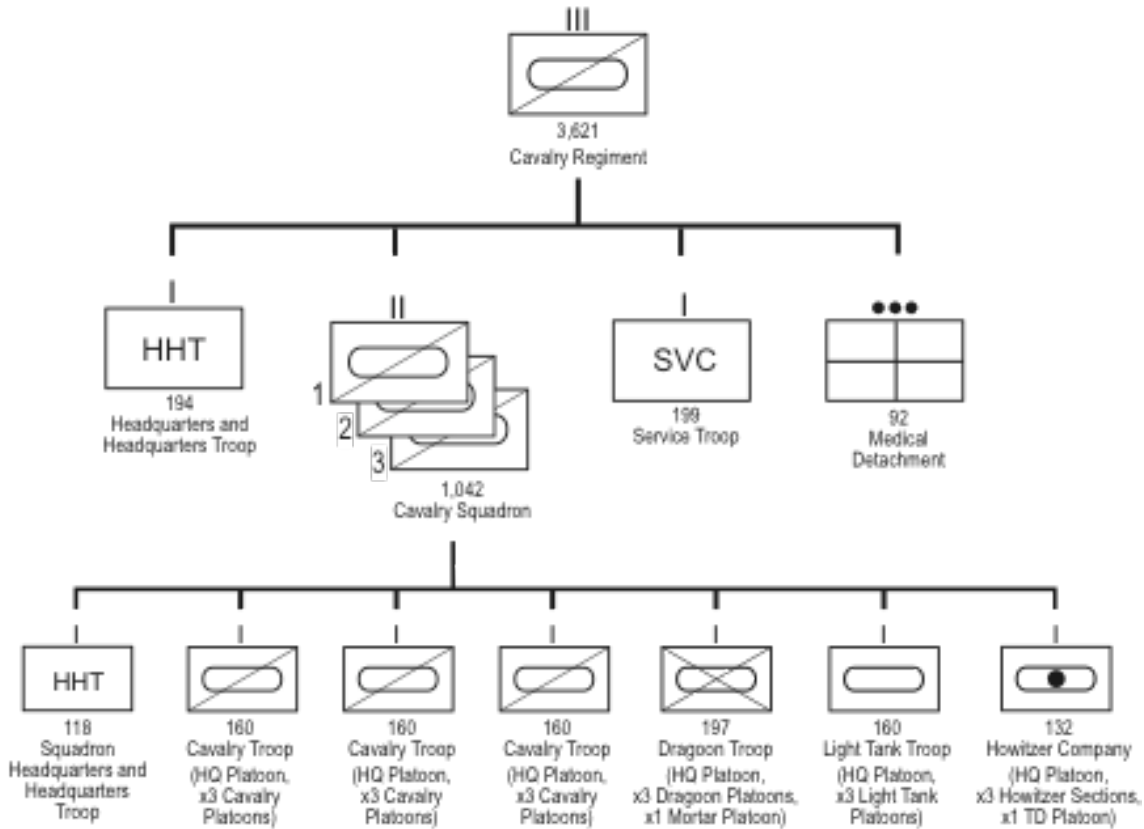 3,621
Cavalry Regiment
HHT
194
Headquarters and
Headquarters Troop
1
2
3
1,042
Cavalry Squadron
SVC
199
Service Troop
92
Medical
Detachment
HHT
118
Squadron
Headquarters and
Headquarters
Troop
160
Cavalry Troop
(HQ Platoon,
x3 Cavalry
Platoons)
160
Cavalry Troop
(HQ Platoon,
x3 Cavalry
Platoons)
160
Cavalry Troop
(HQ Platoon,
x3 Cavalry
Platoons)
197
Dragoon Troop
(HQ Platoon,
x3 Dragoon Platoons,
x1 Mortar Platoon)
160
Light Tank Troop
(HQ Platoon,
x3 Light Tank
Platoons)
132
Howitzer Company
(HQ Platoon,
x3 Howitzer Sections,
x1 TD Platoon)